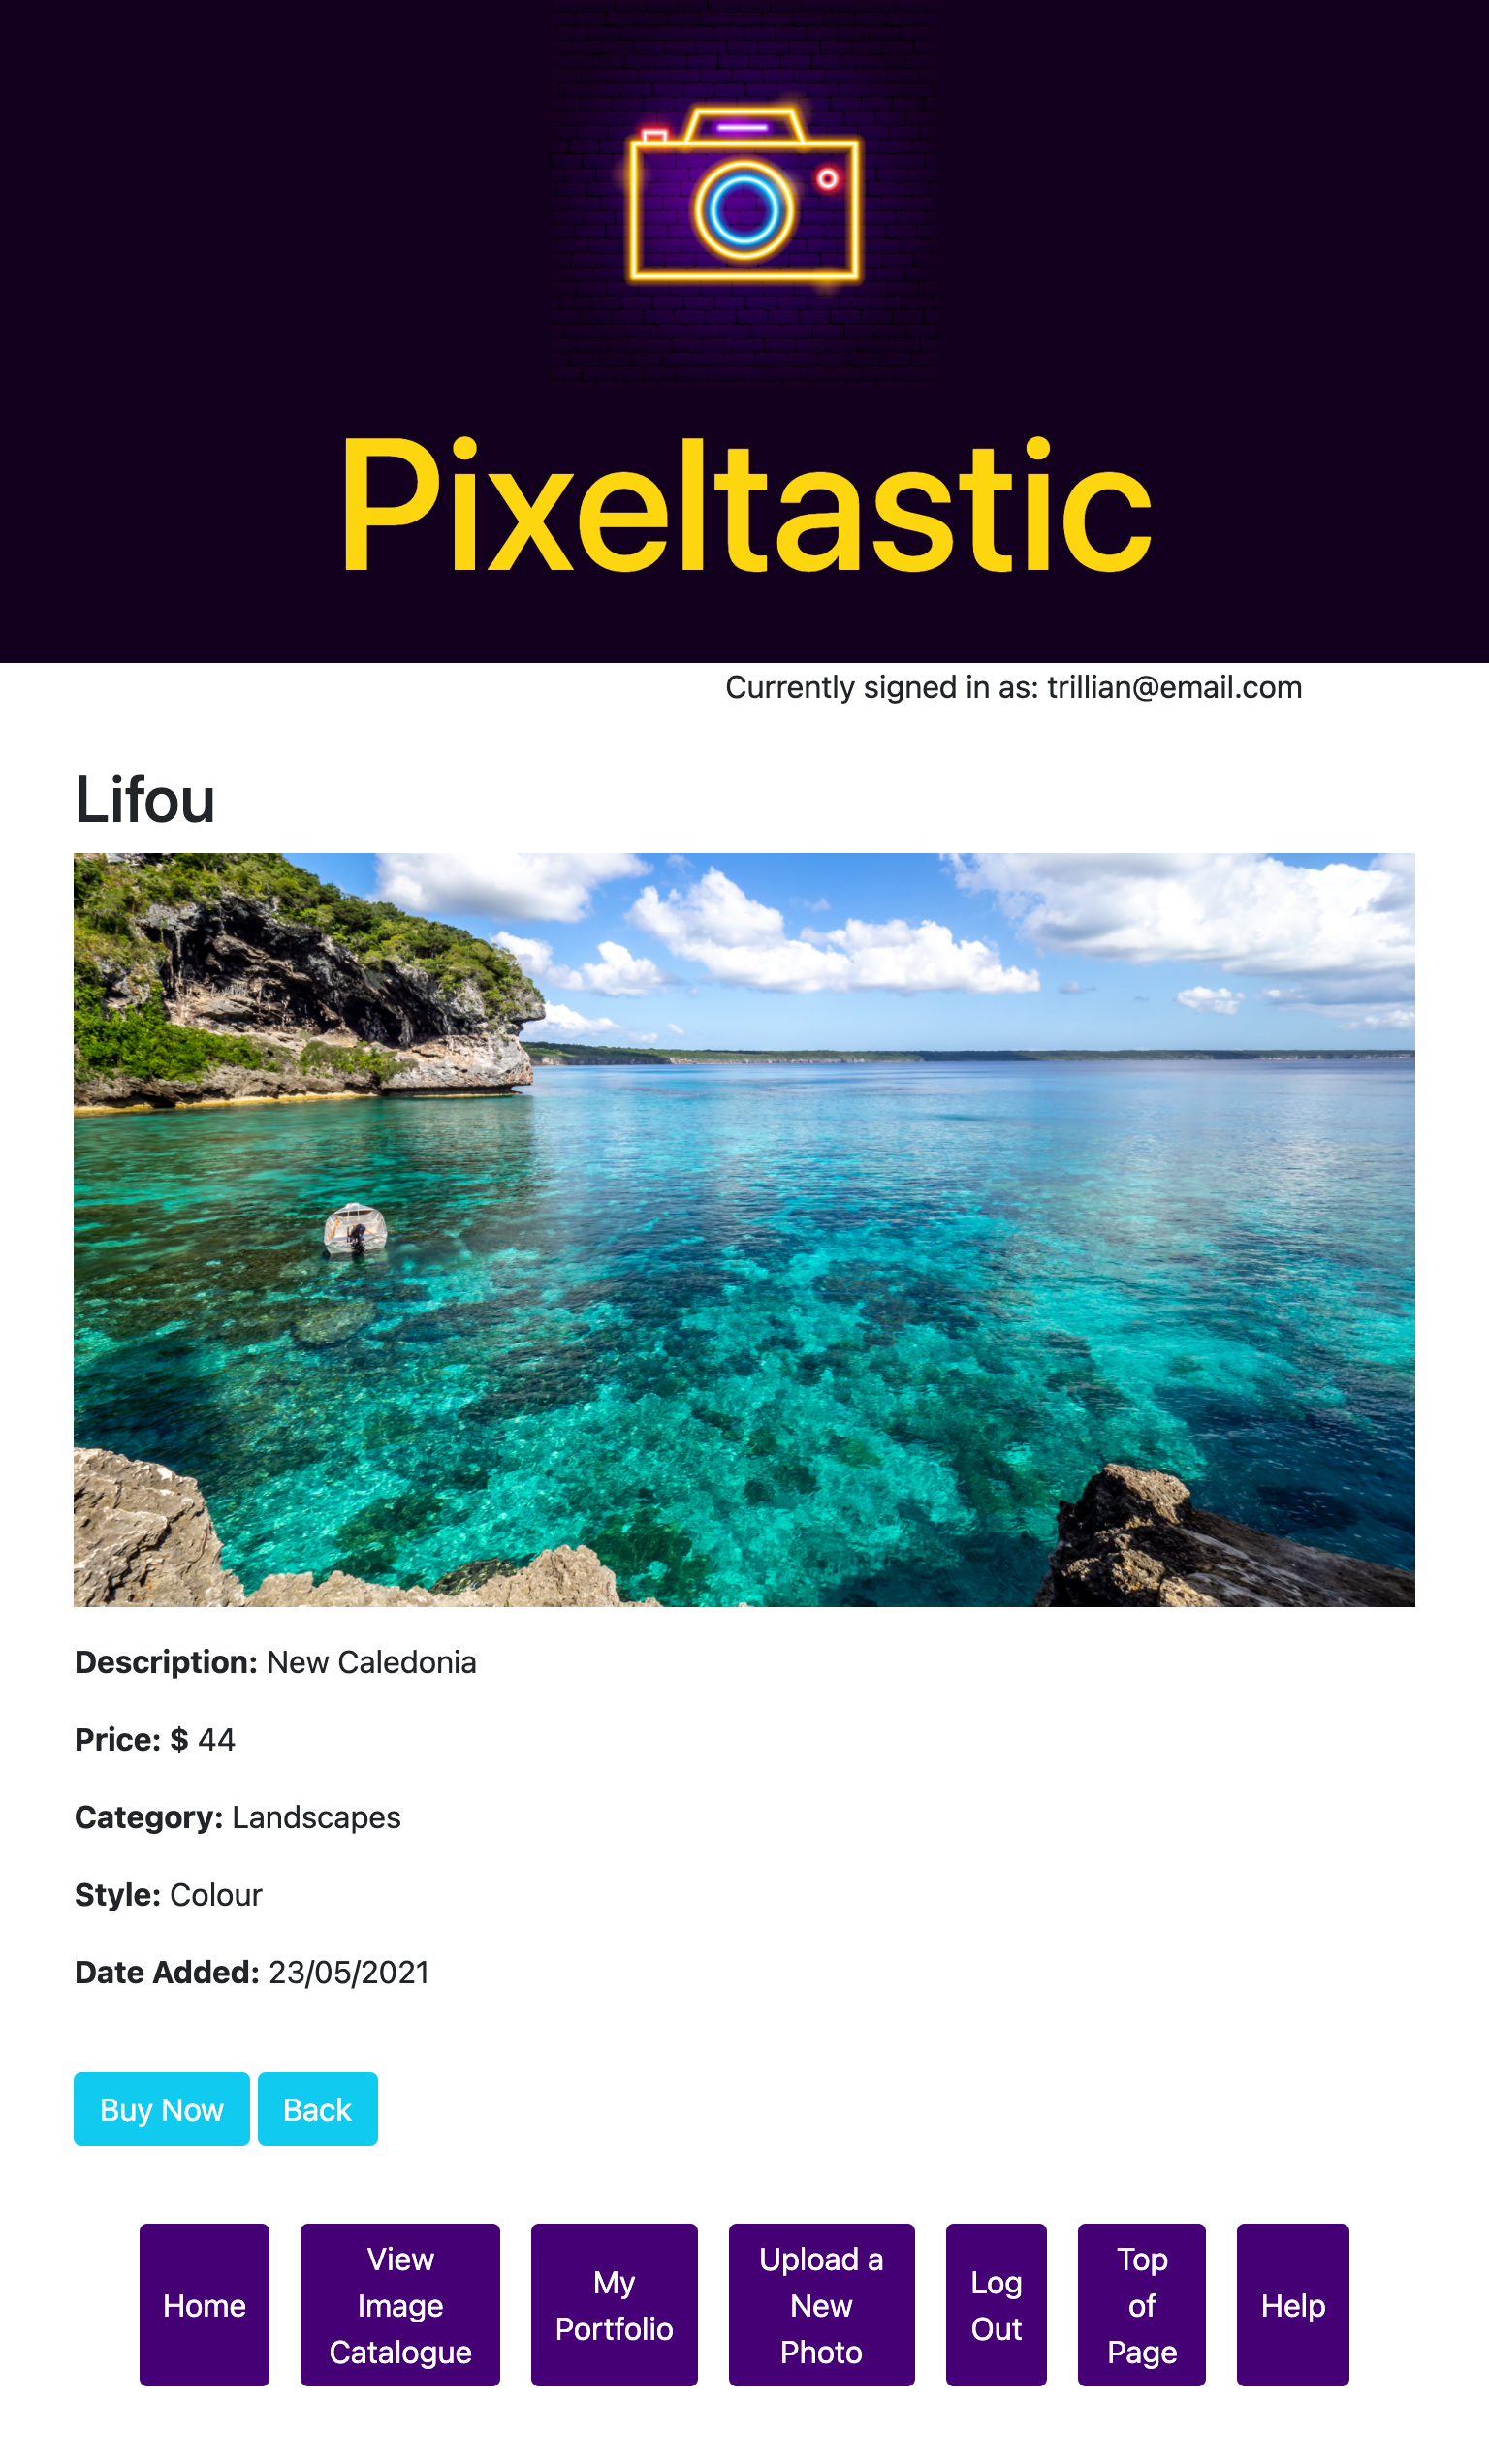 Pixeltastic
Currently signed in as: trillian@email.com
Lifou
Description: New Caledonia
Price: $ 44
Category: Landscapes
Style: Colour
Date Added: 23/05/2021
Buy Now Back
Home
View
Image
Catalogue
My
Portfolio
Upload a
New
Photo
Log
Out
Top
of
Page
Help